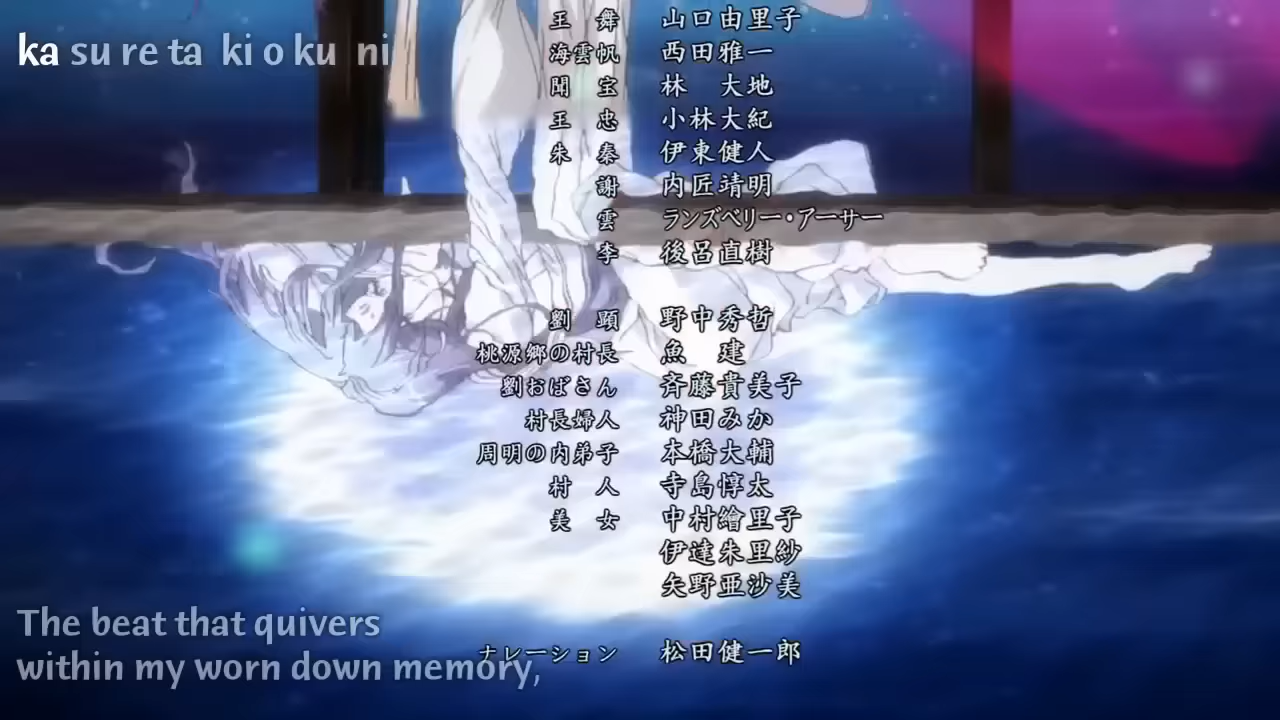 ka su re ta ki o ku ni
王 舞 山口由里子
海雲帆 西田雅一
聞 宝 林 大地
王 忠 小林大紀
朱 秦 伊東健人
謝 内匠靖明
雲 ランズベリー・アーサー
李 後呂直樹
劉 顕 野中秀哲
桃源郷の村長 魚 建
劉おばさん 斉藤貴美子
村長婦人 神田みか
周明の内弟子 本橋大輔
村 人 寺島惇太
美 女 中村繪里子
伊達朱里紗
矢野亜沙美
ナレーション 松田健一郎
The beat that quivers
within my worn down memory,